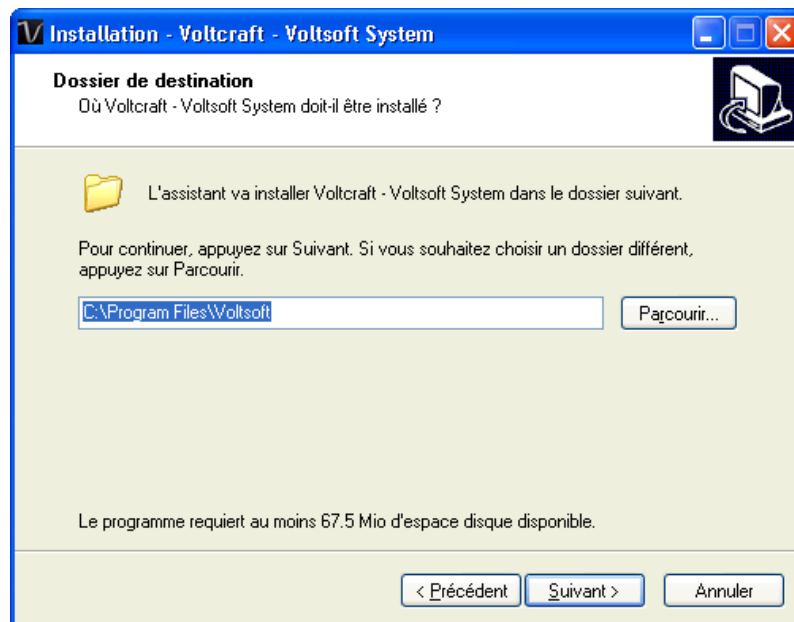 Installation - Voltcraft - Voltsoft System
Dossier de destination
Où Voltcraft - Voltsoft System doit-il être installé ?
L'assistant va installer Voltcraft - Voltsoft System dans le dossier suivant.
Pour continuer, appuyez sur Suivant. Si vous souhaitez choisir un dossier différent,
appuyez sur Parcourir.
C:\Program Files\Voltsoft
Parcourir...
Le programme requiert au moins 67.5 Mio d'espace disque disponible.
< Précédent
Suivant >
Annuler